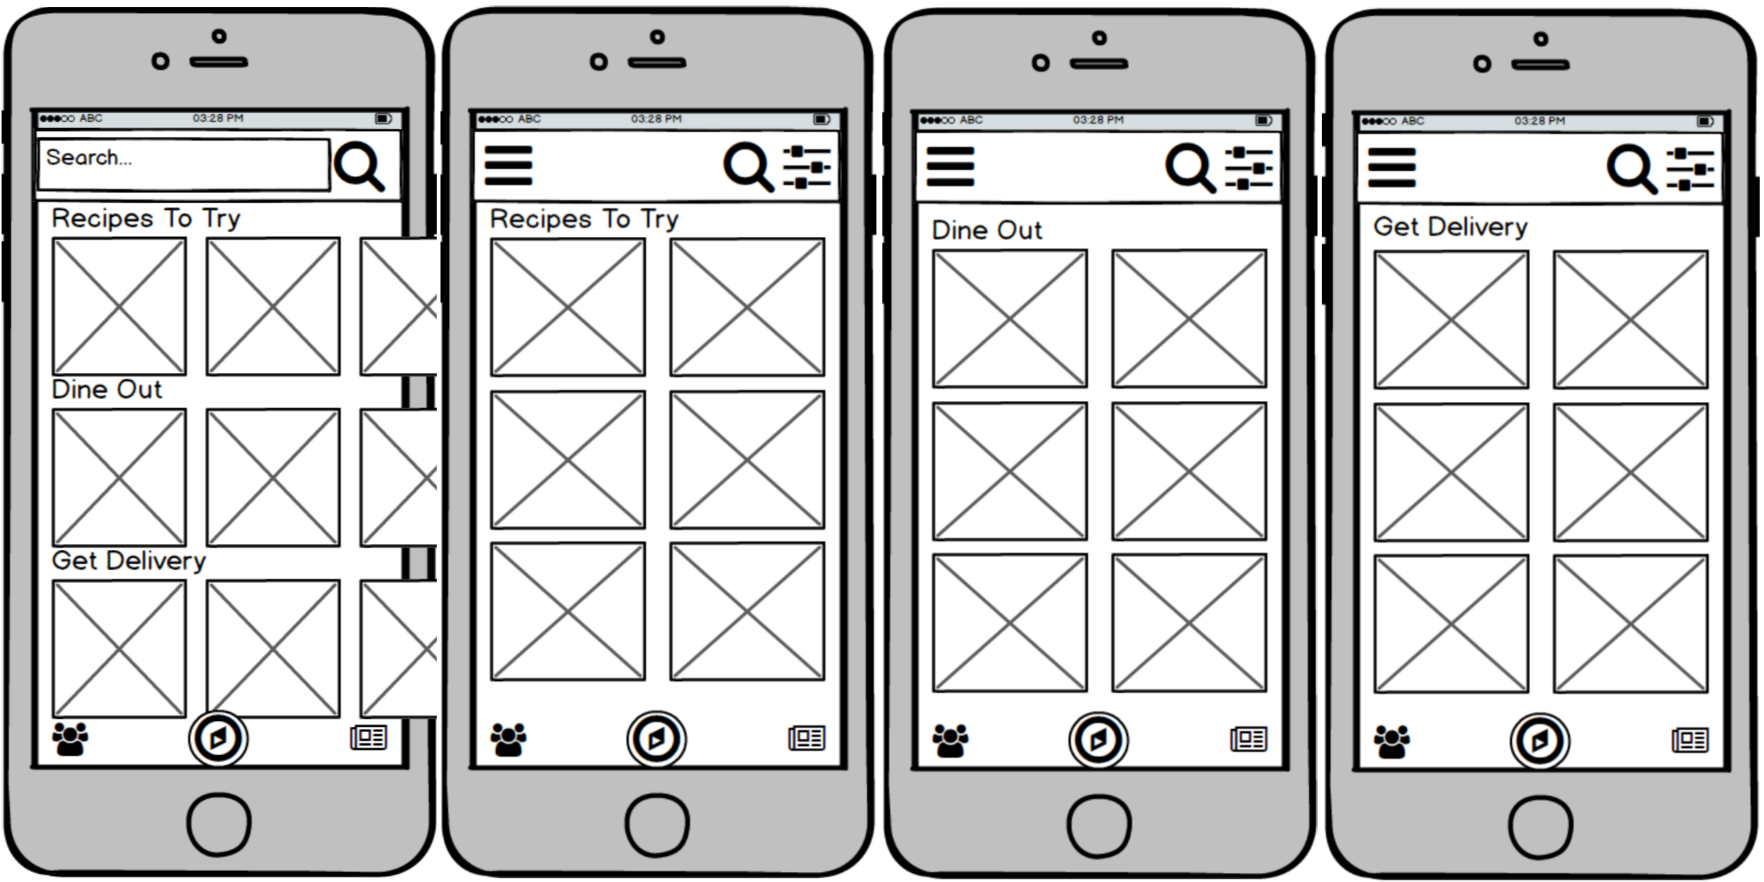 ABC 03:28 PM
Search...
Recipes To Try
Dine Out
Get Delivery
ABC 03:28 PM
Recipes To Try
ABC 03:28 PM
Dine Out
ABC 03:28 PM
Get Delivery